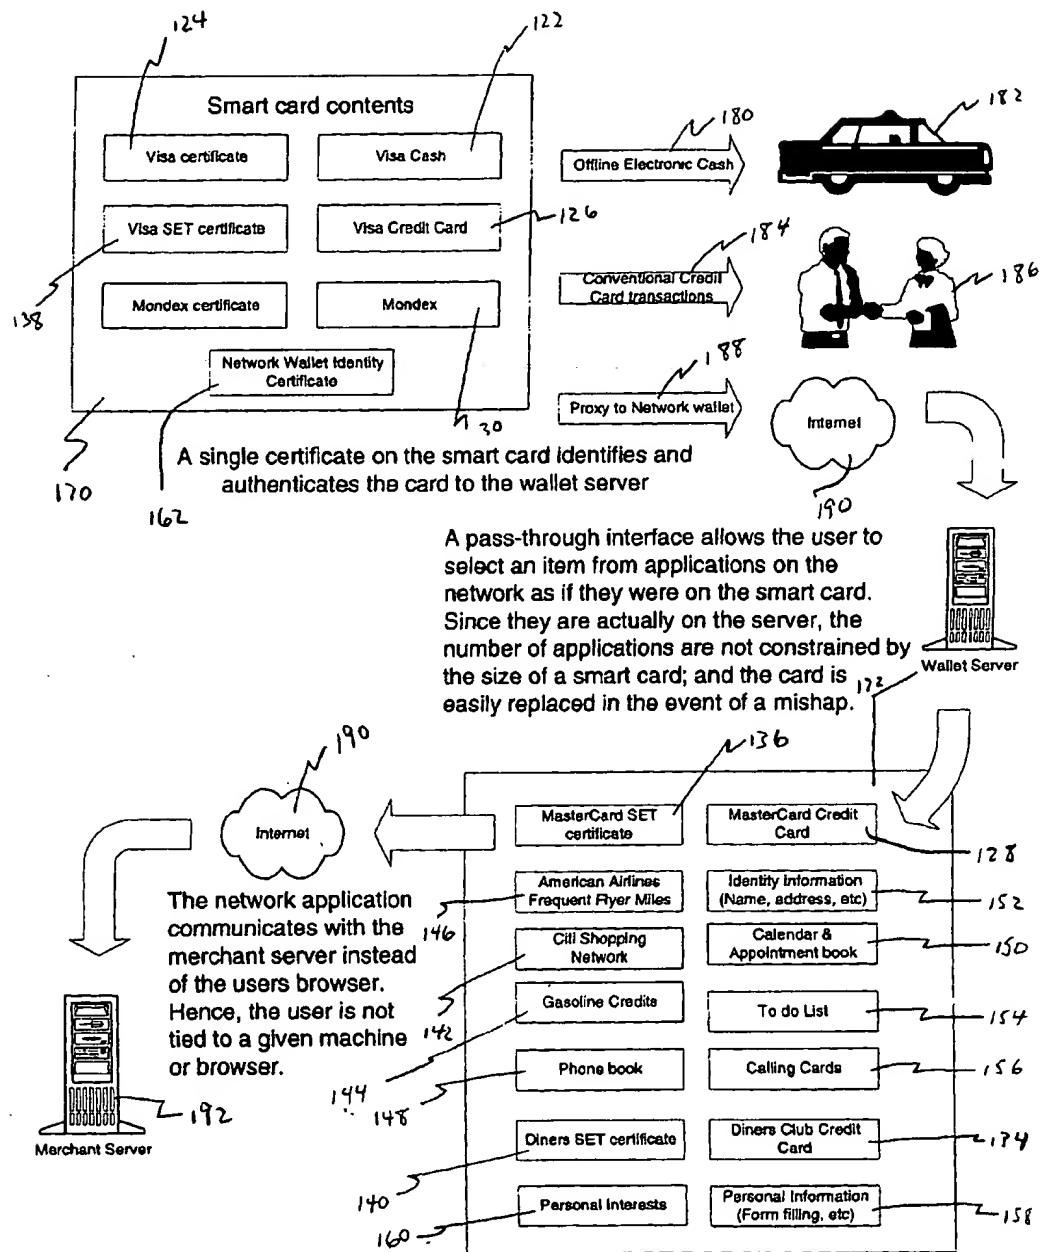 124
122
Smart card contents
Visa certificate
Visa Cash
180
Offline Electronic Cash
182
Visa SET certificate
Visa Credit Card
126
184
Conventional Credit
Card transactions
186
138
Mondex certificate
Mondex
188
Network Wallet Identity
Certificate
Proxy to Network wallet
Internet
30
170
162
190
A single certificate on the smart card identifies and
authenticates the card to the wallet server
A pass-through interface allows the user to
select an item from applications on the
network as if they were on the smart card.
Since they are actually on the server, the
number of applications are not constrained by
the size of a smart card; and the card is
easily replaced in the event of a mishap.
Wallet Server
172
190
136
Internet
MasterCard SET
certificate
MasterCard Credit
Card
128
The network application
communicates with the
merchant server instead
of the users browser.
Hence, the user is not
tied to a given machine
or browser.
American Airlines
Frequent Flyer Miles
Identity Information
(Name, address, etc)
152
146
Citi Shopping
Network
Calendar &
Appointment book
150
142
Gasoline Credits
To do List
154
144
Phone book
Calling Cards
156
148
192
Merchant Server
Diners SET certificate
Diners Club Credit
Card
134
140
Personal Interests
Personal Information
(Form filling, etc)
158
160